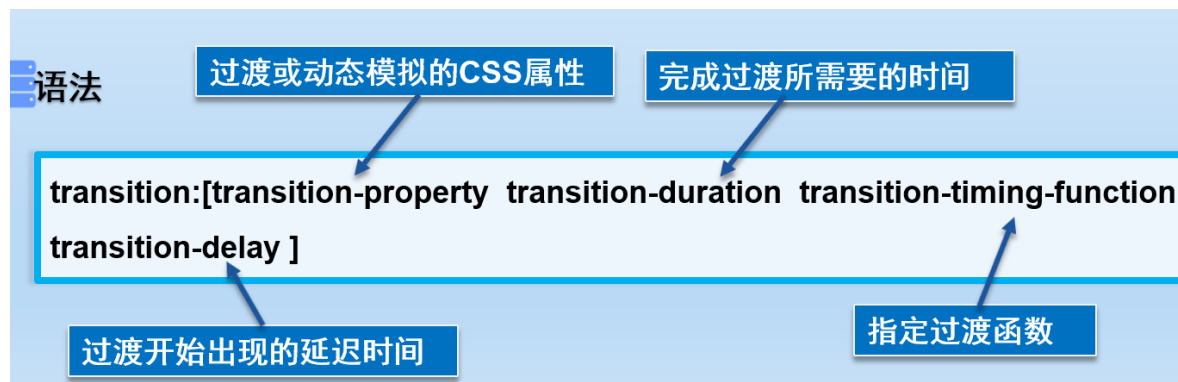 语法
过渡或动态模拟的CSS属性
完成过渡所需要的时间
transition:[transition-property transition-duration transition-timing-function
transition-delay ]
过渡开始出现的延迟时间
指定过渡函数